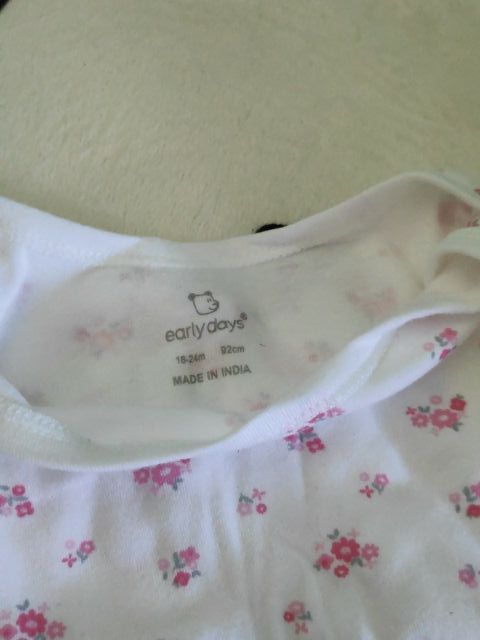 early days®
18-24m 92cm
MADE IN INDIA